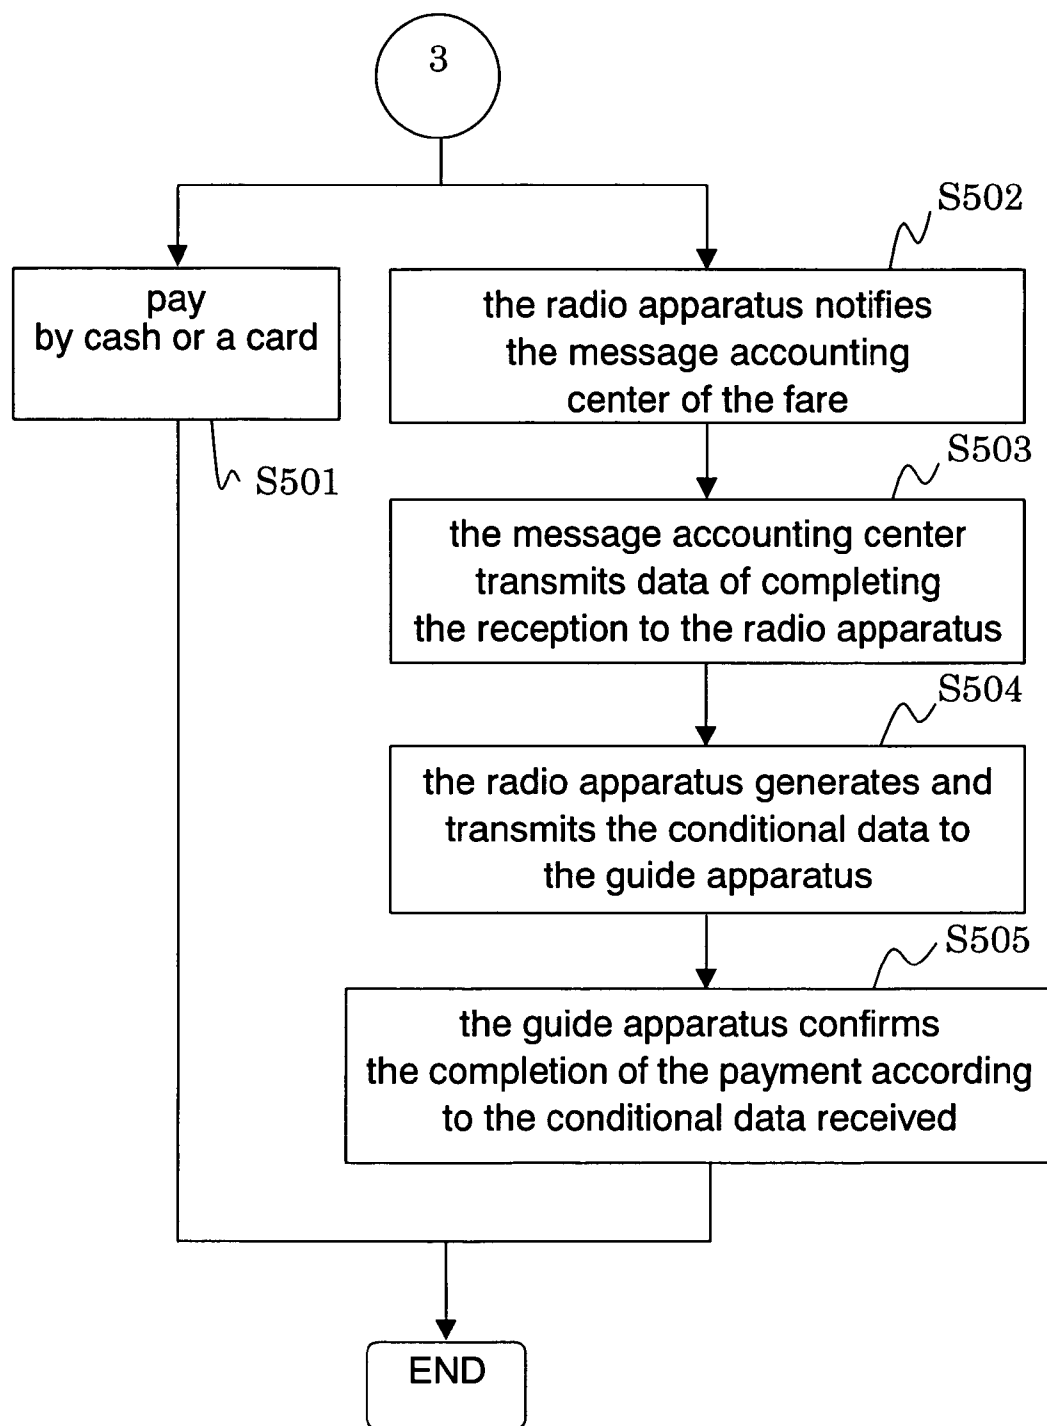 3
S502
pay
by cash or a card
the radio apparatus notifies
the message accounting
center of the fare
S501
S503
the message accounting center
transmits data of completing
the reception to the radio apparatus
S504
the radio apparatus generates and
transmits the conditional data to
the guide apparatus
S505
the guide apparatus confirms
the completion of the payment according
to the conditional data received
END